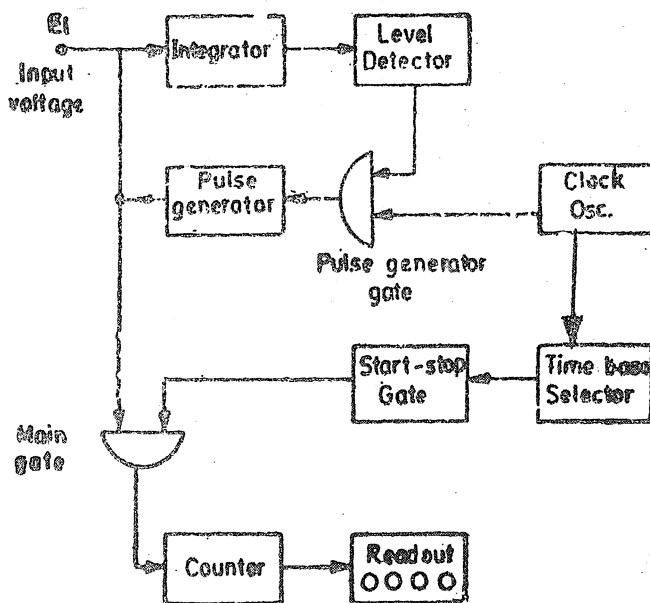 Ei
Input
voltage
Integrator
Level
Detector
Pulse
generator
Clock
Osc.
Pulse generator
gate
Start-stop
Gate
Time base
Selector
Main
gate
Counter
Readout